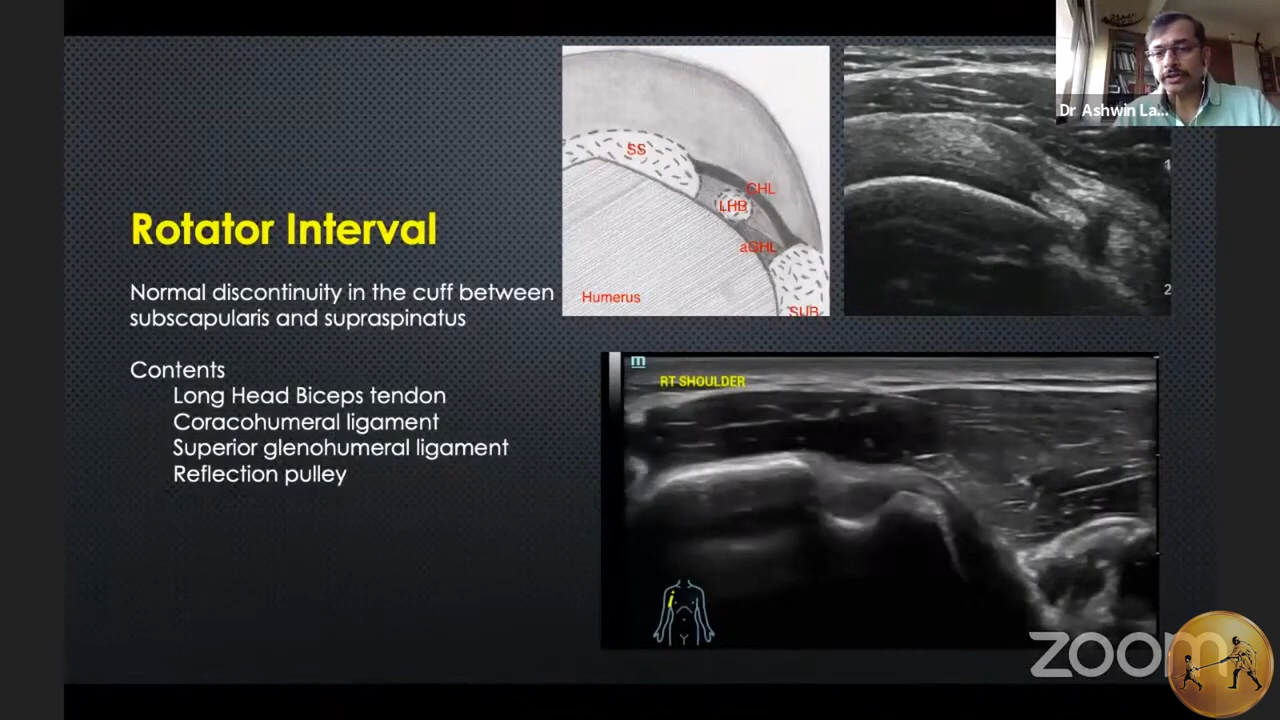 Dr Ashwin La...
Rotator Interval
Normal discontinuity in the cuff between
subscapularis and supraspinatus
Contents
Long Head Biceps tendon
Coracohumeral ligament
Superior glenohumeral ligament
Reflection pulley
SS
CHL
LHB
aGHL
Humerus
SUB
1
2
m
RT SHOULDER
zoom